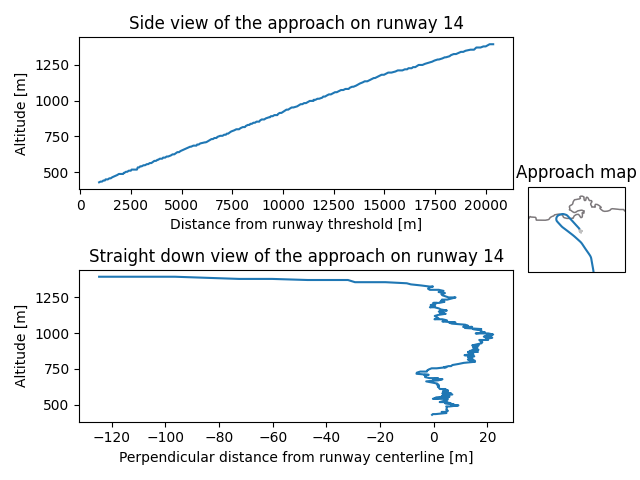 Side view of the approach on runway 14
Altitude [m]
1250
1000
750
500
0 2500 5000 7500 10000 12500 15000 17500 20000
Distance from runway threshold [m]
Approach map
Straight down view of the approach on runway 14
Altitude [m]
1250
1000
750
500
−120 −100 −80 −60 −40 −20 0 20
Perpendicular distance from runway centerline [m]